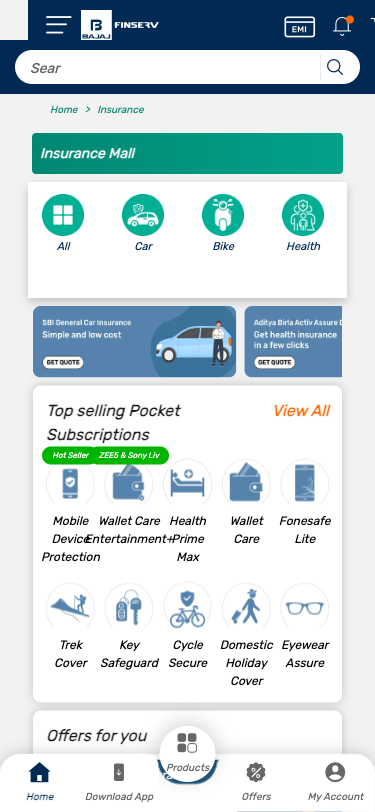 B
BAJAJ
FINSERV
EMI
Sear
Home > Insurance
Insurance Mall
All Car Bike Health
SBI General Car Insurance
Simple and low cost
GET QUOTE
Aditya Birla Activ Assure
Get health insurance
in a few clicks
GET QUOTE
Top selling Pocket
Subscriptions
View All
Hot Seller ZEE5 & Sony Liv
Mobile Wallet Care Health Wallet Fonesafe
Device Entertainment+ Prime Care Lite
Protection Max
Trek Key Cycle Domestic Eyewear
Cover Safeguard Secure Holiday Assure
Cover
Offers for you
Products
Home Download App Offers My Account